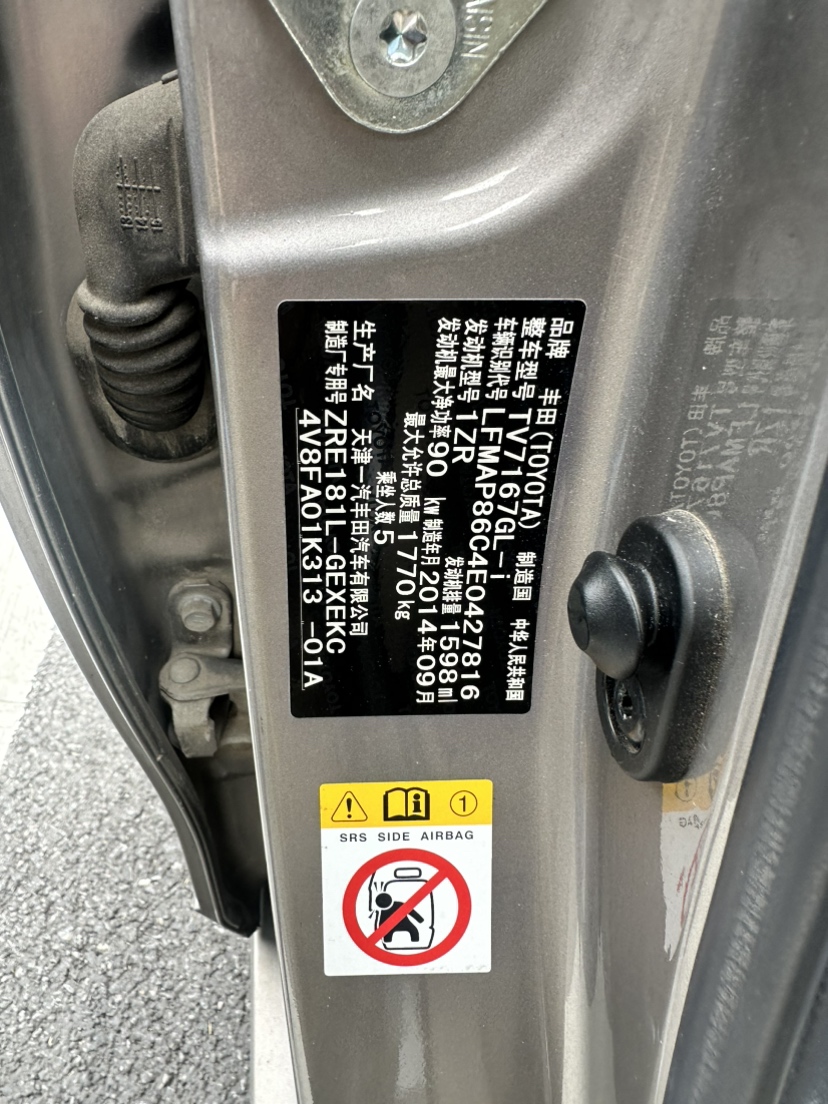 品牌 丰田(TOYOTA) 制造国 中华人民共和国
整车型号 TV7167GL-i
车辆识别代号 LFMAP86C4E0427816
发动机型号 1ZR 发动机排量 1598ml
发动机最大净功率 90 kW 制造年月 2014年09月
最大允许总质量 1770kg
乘坐人数 5
生产厂名 天津一汽丰田汽车有限公司
制造厂专用号 ZRE181L-GEXEKC
4V8FA01K313 -01A
1
SRS SIDE AIRBAG